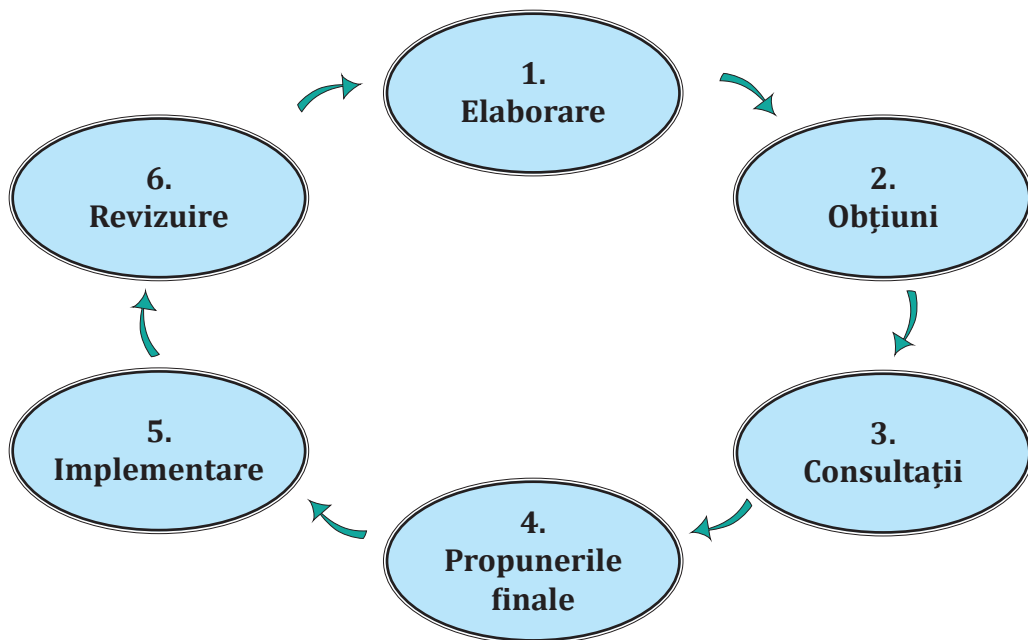 1.
Elaborare
2.
Obțiuni
3.
Consultații
4.
Propunerile
finale
5.
Implementare
6.
Revizuire